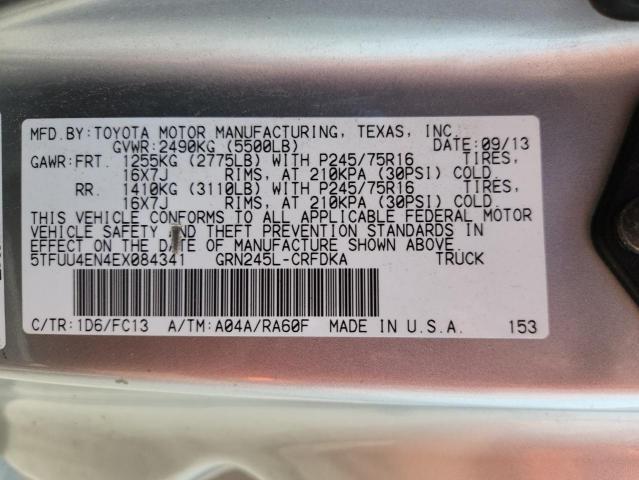 MFD.BY:TOYOTA MOTOR MANUFACTURING, TEXAS, INC.
GVWR:2490KG (5500LB) DATE:09/13
GAWR:FRT. 1255KG (2775LB) WITH P245/75R16 TIRES,
16X7J RIMS, AT 210KPA (30PSI) COLD.
RR. 1410KG (3110LB) WITH P245/75R16 TIRES,
16X7J RIMS, AT 210KPA (30PSI) COLD.
THIS VEHICLE CONFORMS TO ALL APPLICABLE FEDERAL MOTOR
VEHICLE SAFETY AND THEFT PREVENTION STANDARDS IN
EFFECT ON THE DATE OF MANUFACTURE SHOWN ABOVE.
5TFUU4EN4EX084341 GRN245L-CRFDKA TRUCK
C/TR:1D6/FC13 A/TM:A04A/RA60F MADE IN U.S.A. 153